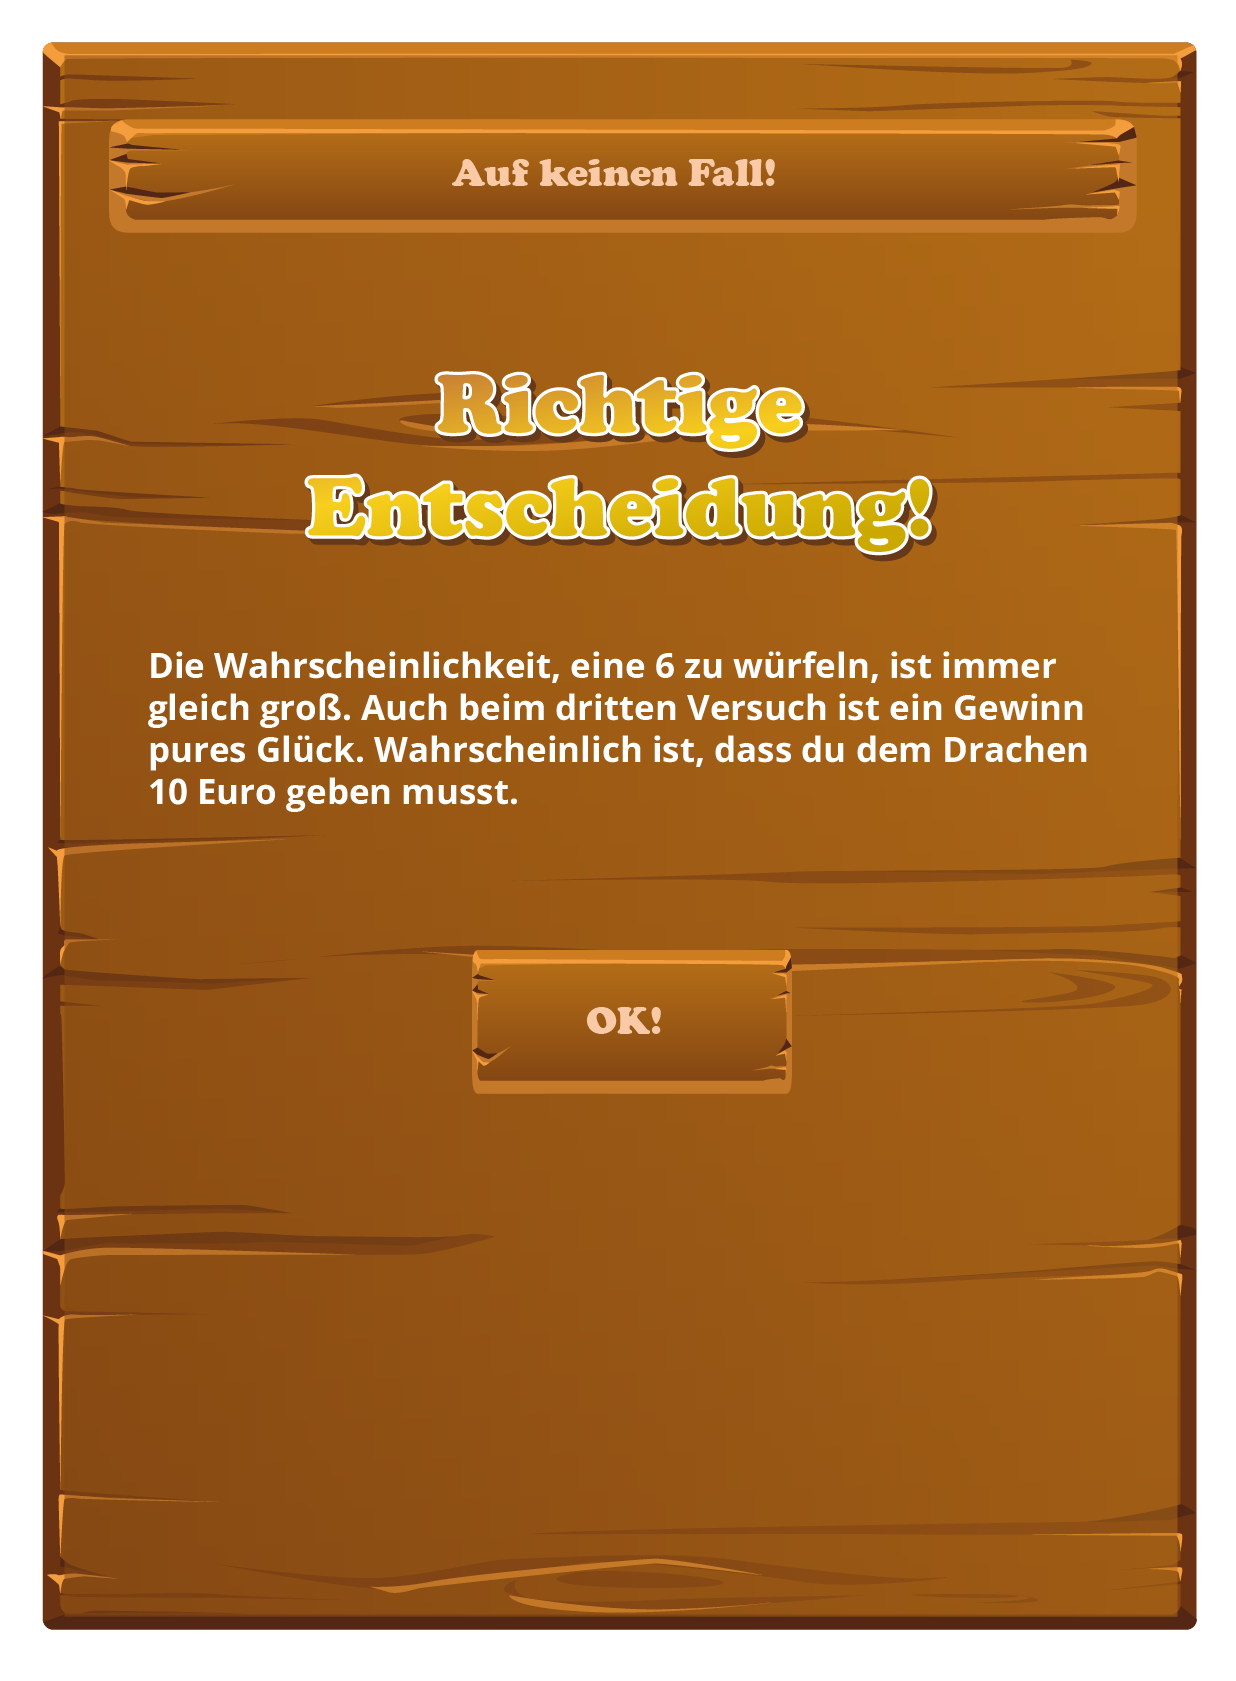 Auf keinen Fall!
Richtige
Entscheidung!
Die Wahrscheinlichkeit, eine 6 zu würfeln, ist immer
gleich groß. Auch beim dritten Versuch ist ein Gewinn
pures Glück. Wahrscheinlich ist, dass du dem Drachen
10 Euro geben musst.
OK!